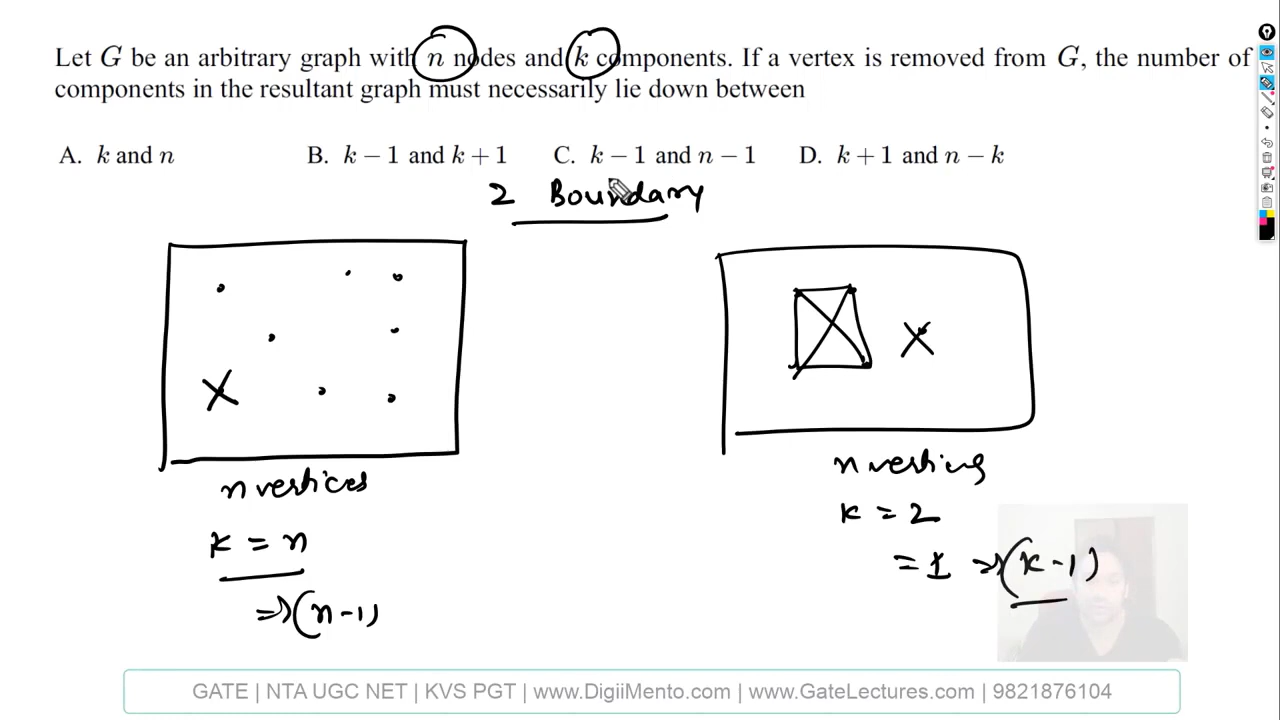 Let G be an arbitrary graph with n nodes and k components. If a vertex is removed from G, the number of
components in the resultant graph must necessarily lie down between
A. k and n B. k − 1 and k + 1 C. k − 1 and n − 1 D. k + 1 and n − k
2 Boundary
n vertices
k = n
⇒ (n-1)
n verting
k = 2
= 1 ⇒ (k-1)
GATE | NTA UGC NET | KVS PGT | www.DigiiMento.com | www.GateLectures.com | 9821876104